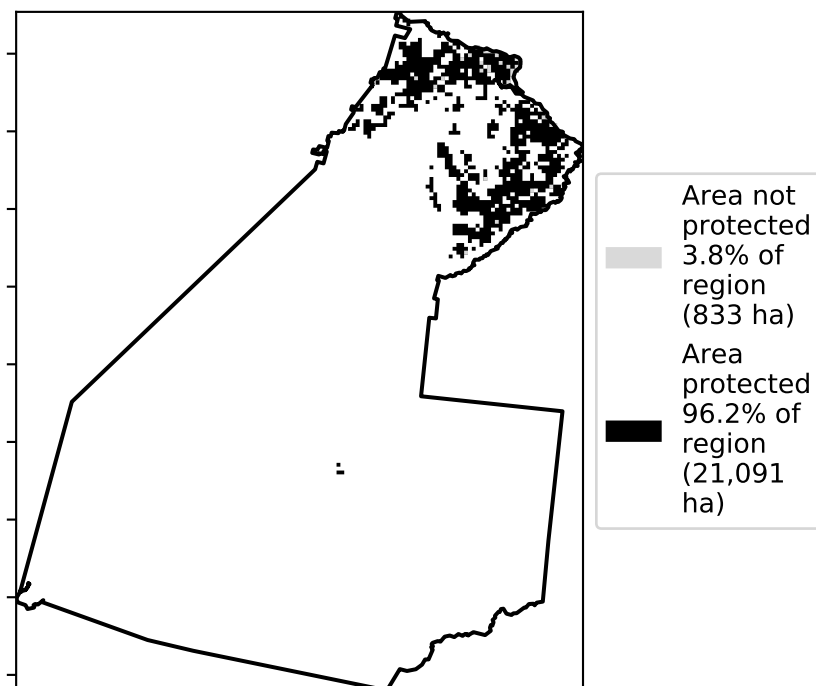 Area not
protected
3.8% of
region
(833 ha)
Area
protected
96.2% of
region
(21,091
ha)